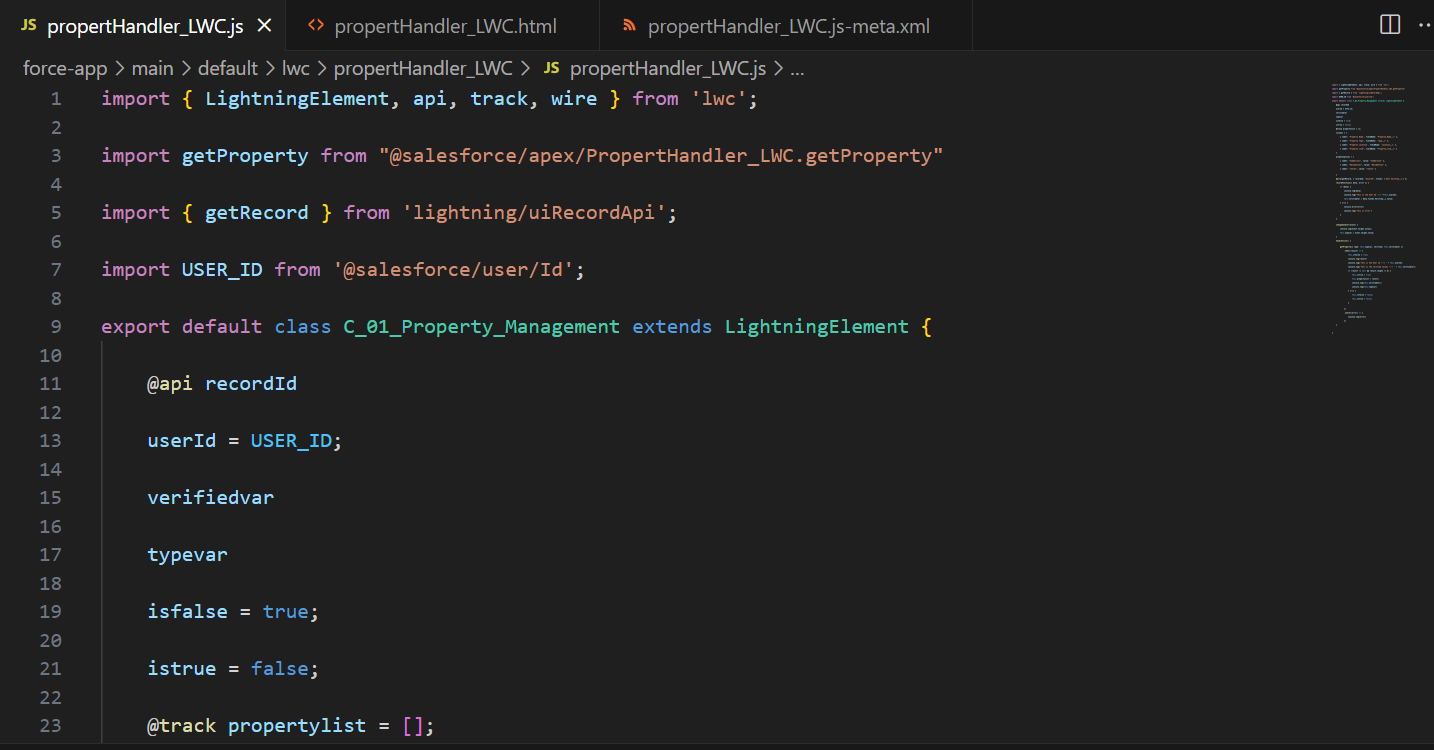 JS propertHandler_LWC.js × <> propertHandler_LWC.html propertHandler_LWC.js-meta.xml
force-app > main > default > lwc > propertHandler_LWC > JS propertHandler_LWC.js > ...
1 import { LightningElement, api, track, wire } from 'lwc';
2
3 import getProperty from "@salesforce/apex/PropertHandler_LWC.getProperty"
4
5 import { getRecord } from 'lightning/uiRecordApi';
6
7 import USER_ID from '@salesforce/user/Id';
8
9 export default class C_01_Property_Management extends LightningElement {
10
11 @api recordId
12
13 userId = USER_ID;
14
15 verifiedvar
16
17 typevar
18
19 isfalse = true;
20
21 istrue = false;
22
23 @track propertylist = [];